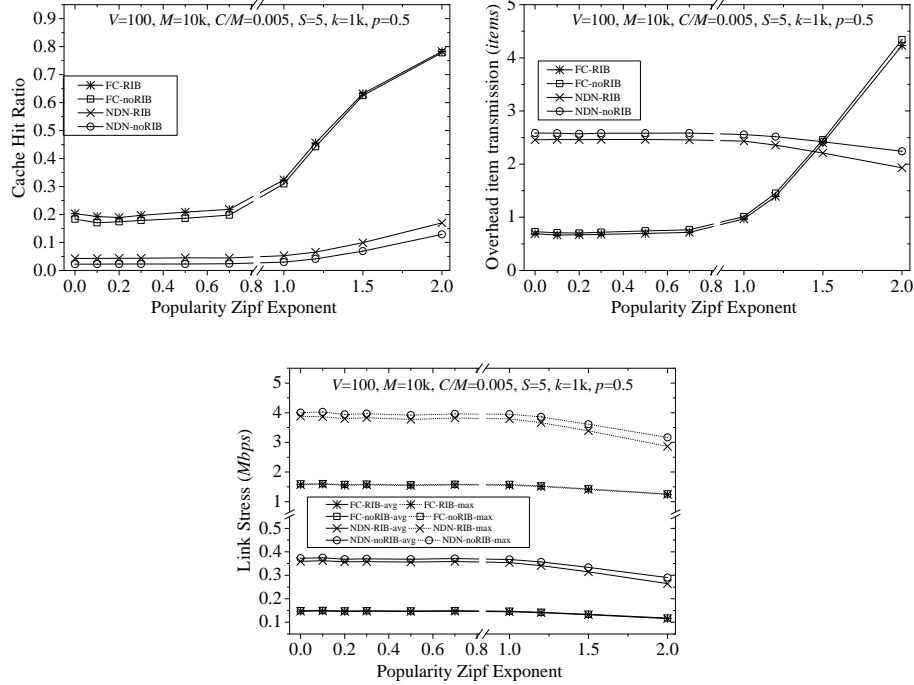 V=100, M=10k, C/M=0.005, S=5, k=1k, p=0.5
Cache Hit Ratio
0.9
0.8
0.7
0.6
0.5
0.4
0.3
0.2
0.1
0.0
FC-RIB
FC-noRIB
NDN-RIB
NDN-noRIB
0.0 0.2 0.4 0.6 0.8 1.0 1.5 2.0
Popularity Zipf Exponent
V=100, M=10k, C/M=0.005, S=5, k=1k, p=0.5
Overhead item transmission (items)
5
4
3
2
1
0
FC-RIB
FC-noRIB
NDN-RIB
NDN-noRIB
0.0 0.2 0.4 0.6 0.8 1.0 1.5 2.0
Popularity Zipf Exponent
V=100, M=10k, C/M=0.005, S=5, k=1k, p=0.5
Link Stress (Mbps)
5
4
3
2
1
0.4
0.3
0.2
0.1
FC-RIB-avg FC-RIB-max
FC-noRIB-avg FC-noRIB-max
NDN-RIB-avg NDN-RIB-max
NDN-noRIB-avg NDN-noRIB-max
0.0 0.2 0.4 0.6 0.8 1.0 1.5 2.0
Popularity Zipf Exponent